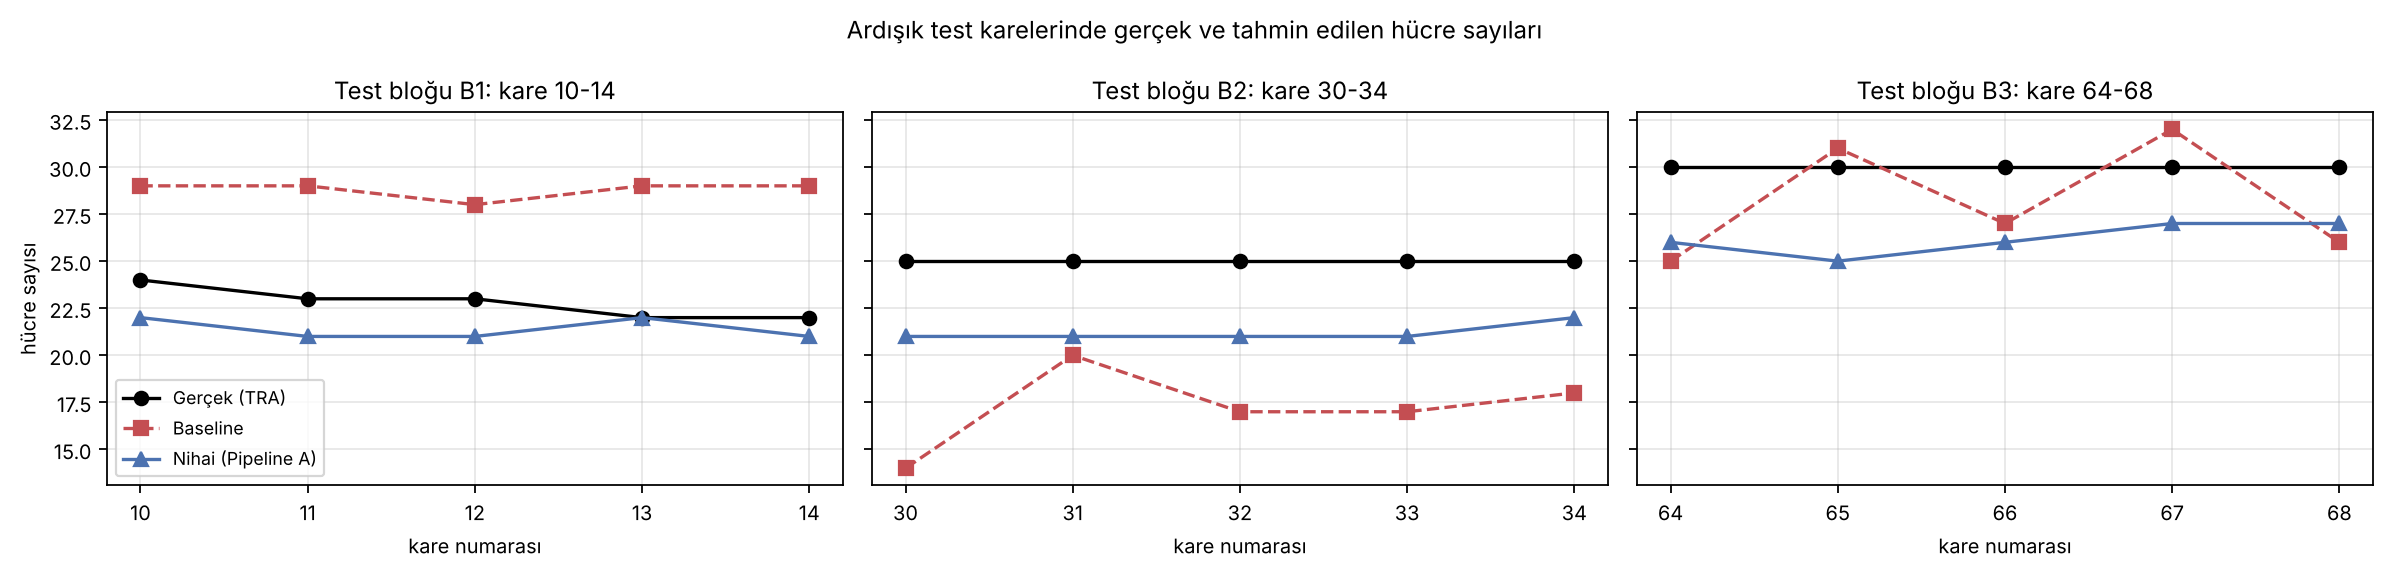 Ardışık test karelerinde gerçek ve tahmin edilen hücre sayıları
Test bloğu B1: kare 10-14
Test bloğu B2: kare 30-34
Test bloğu B3: kare 64-68
hücre sayısı
32.5
30.0
27.5
25.0
22.5
20.0
17.5
15.0
Gerçek (TRA)
Baseline
Nihai (Pipeline A)
10 11 12 13 14
30 31 32 33 34
64 65 66 67 68
kare numarası
kare numarası
kare numarası